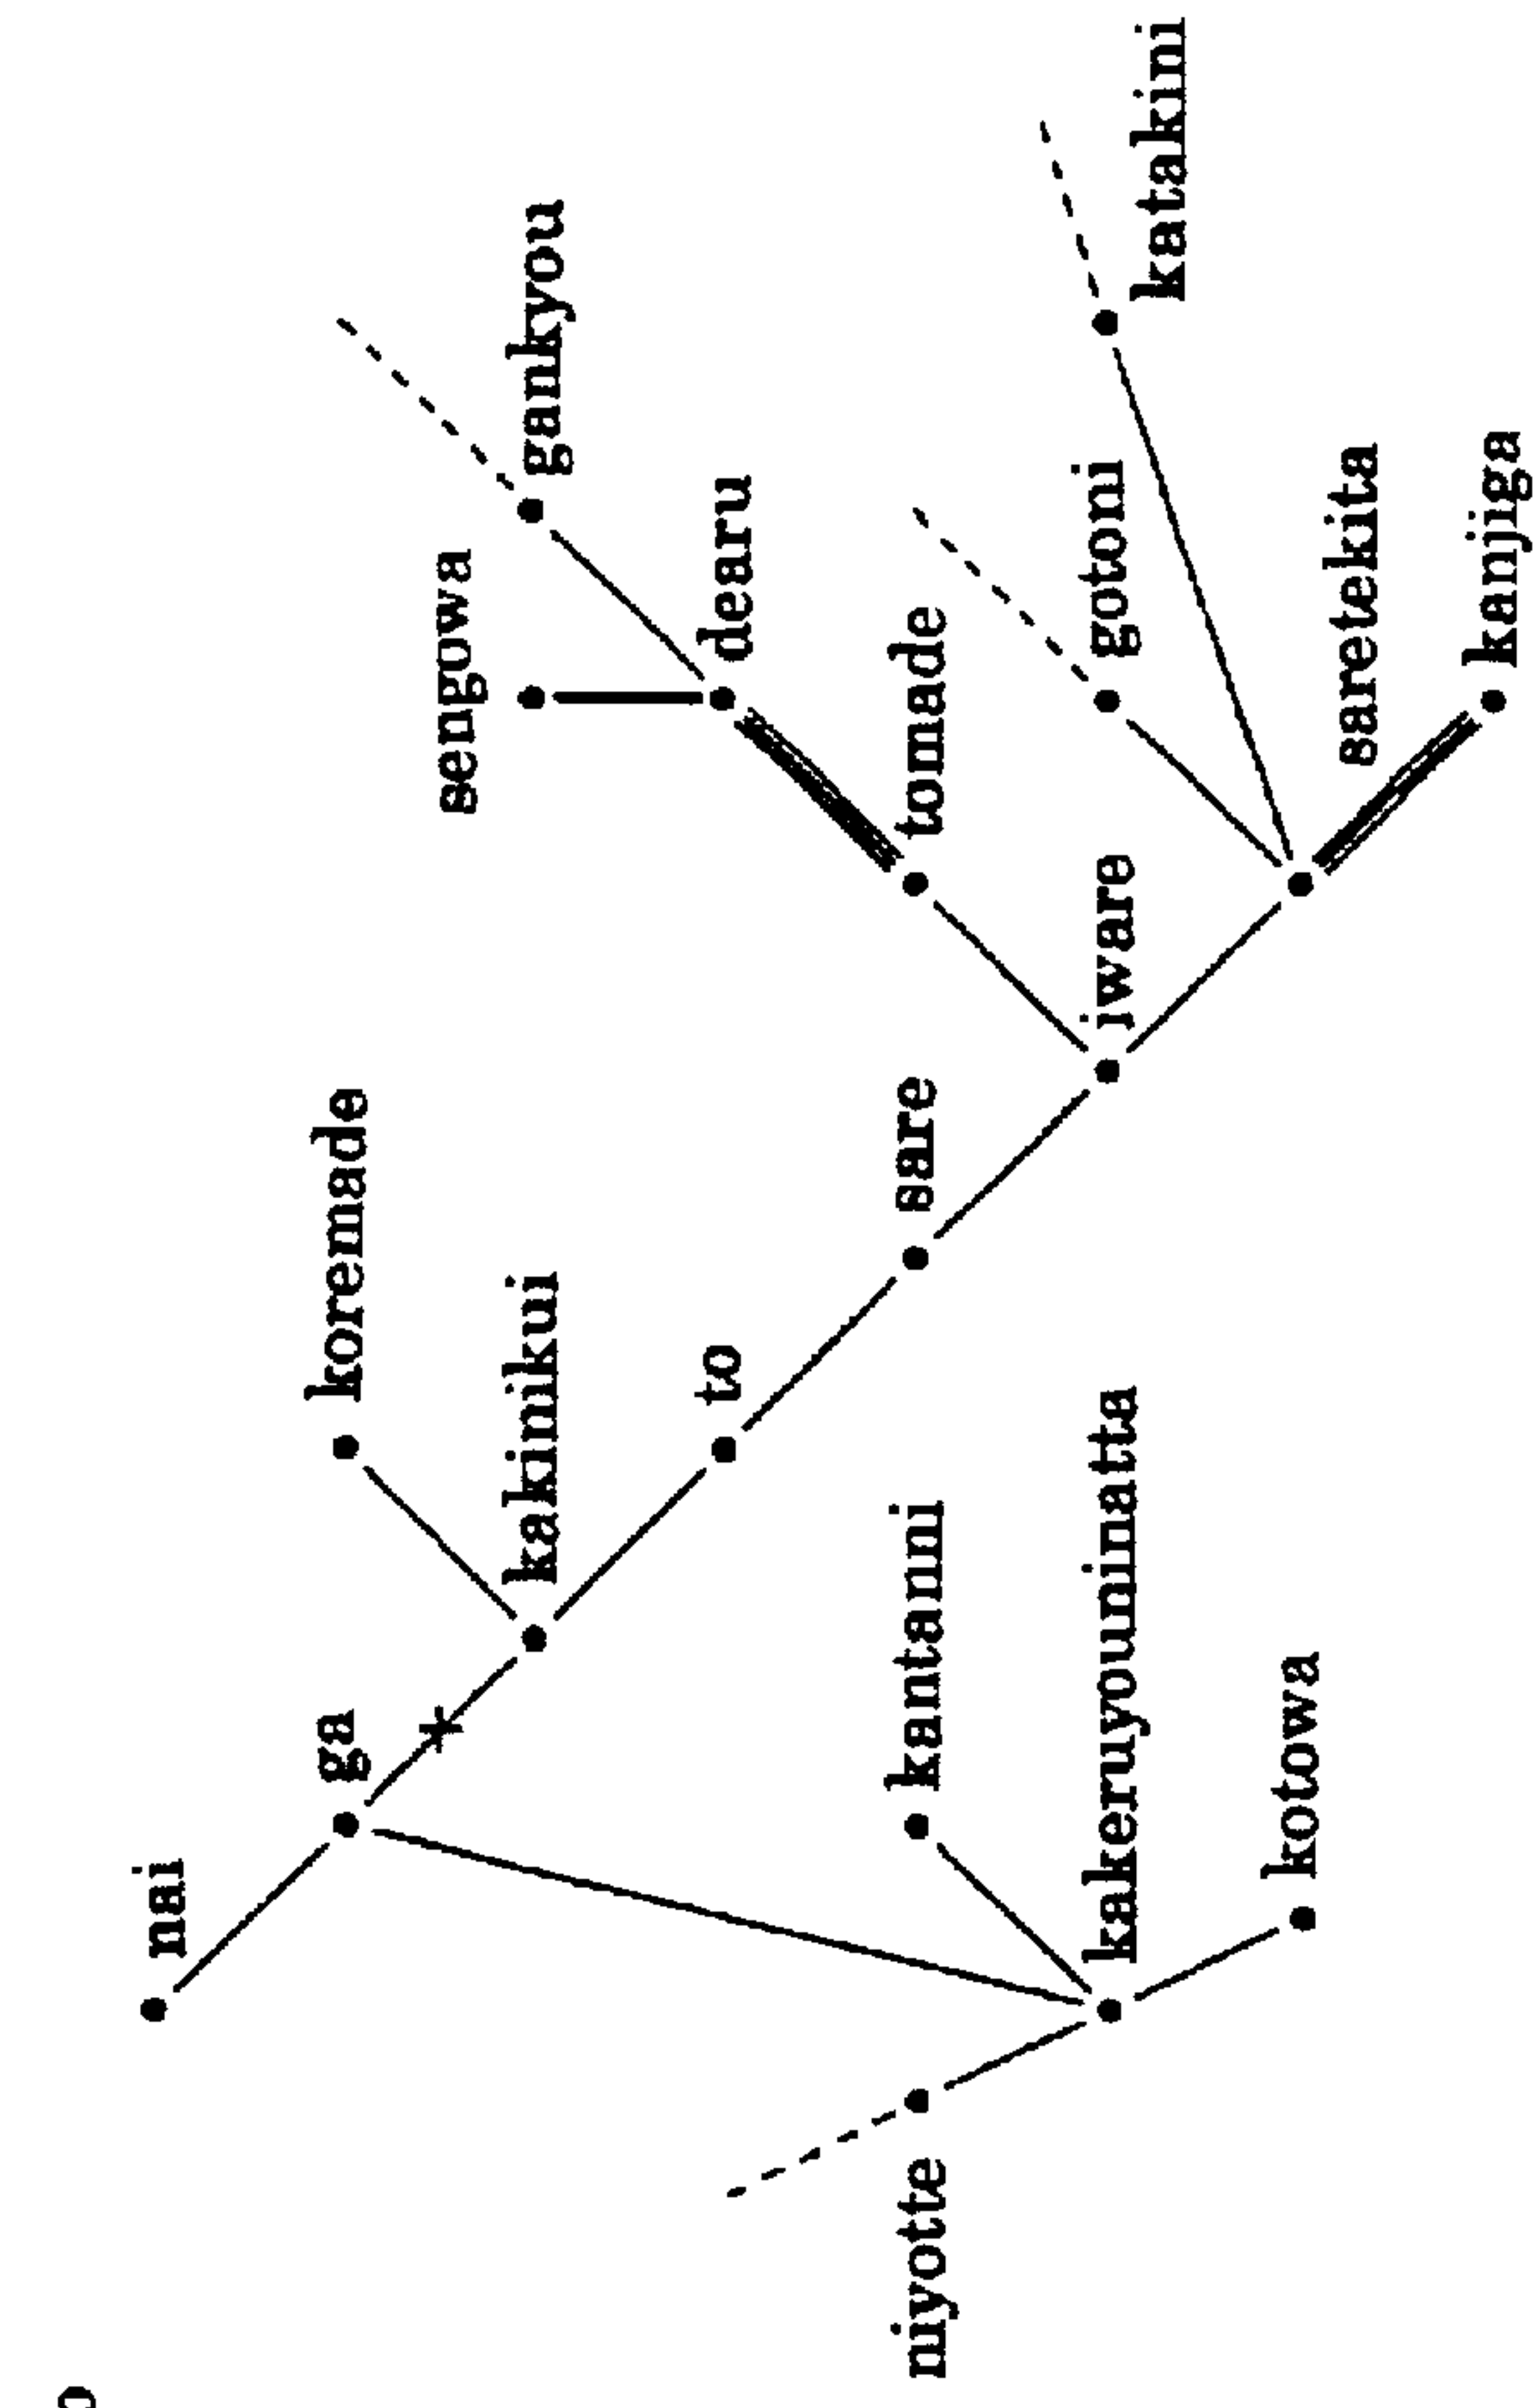 nai
ga koremade
sengowa
kakinikui gankyou
to dearu
niyotte kantanni sare tomade
kakeruyouninatta iware gotoni
katakini
kotowa
saretekita
kanjiga